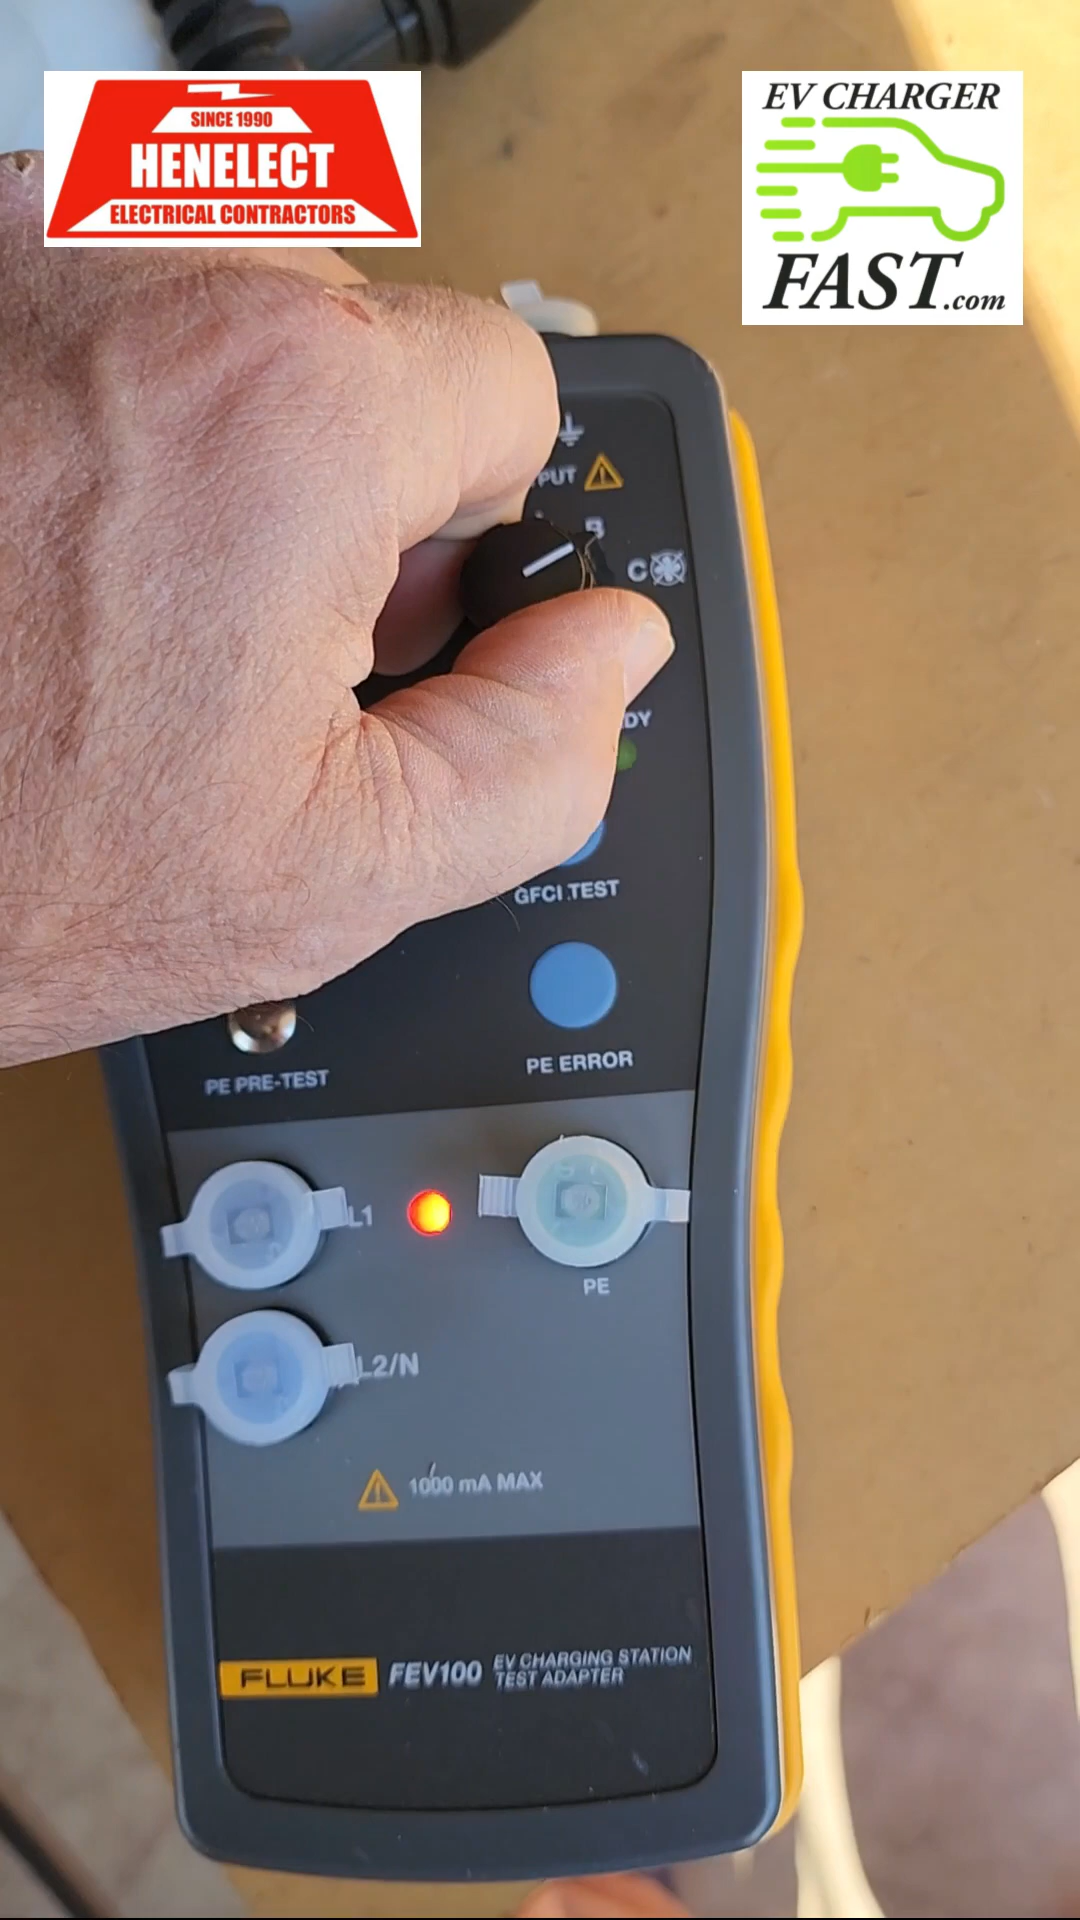 SINCE 1990
HENELECT
ELECTRICAL CONTRACTORS
EV CHARGER
FAST.com
PUT
B
C
DY
GFCI TEST
PE PRE-TEST
PE ERROR
L1
PE
L2/N
1000 mA MAX
FLUKE FEV100 EV CHARGING STATION
TEST ADAPTER